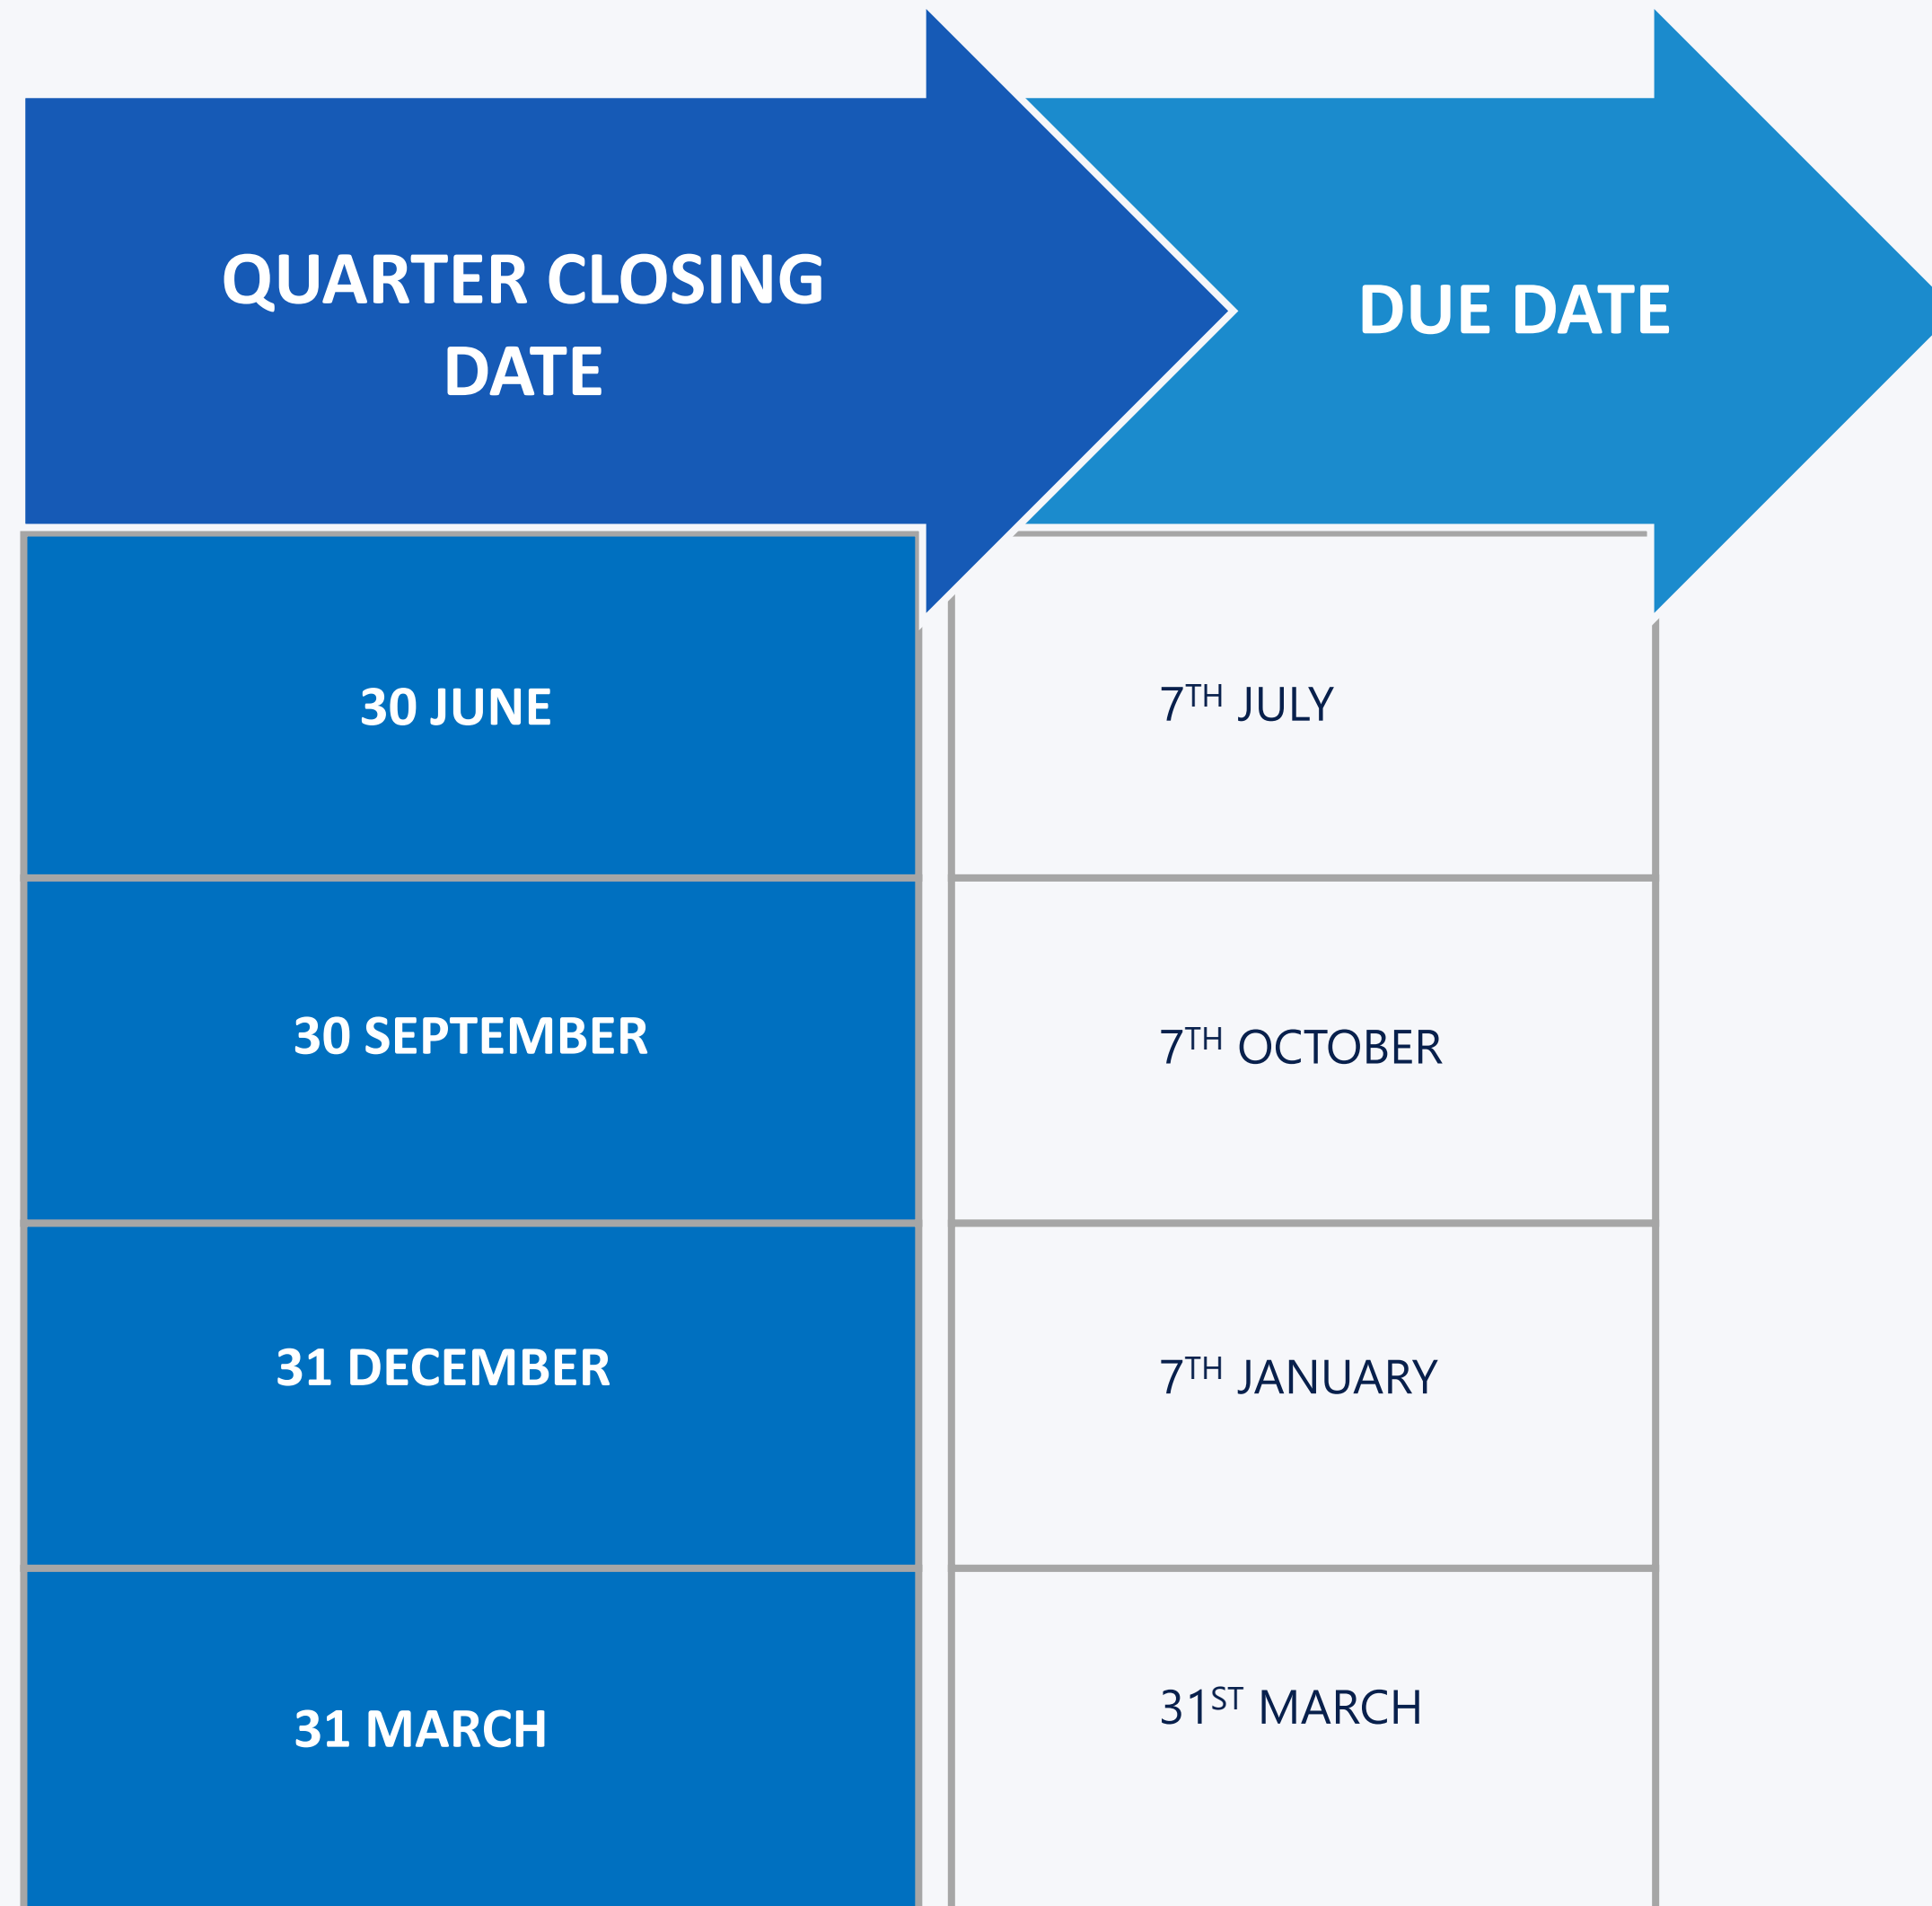 QUARTER CLOSING
DATE
DUE DATE
30 JUNE
7TH JULY
30 SEPTEMBER
7TH OCTOBER
31 DECEMBER
7TH JANUARY
31 MARCH
31ST MARCH